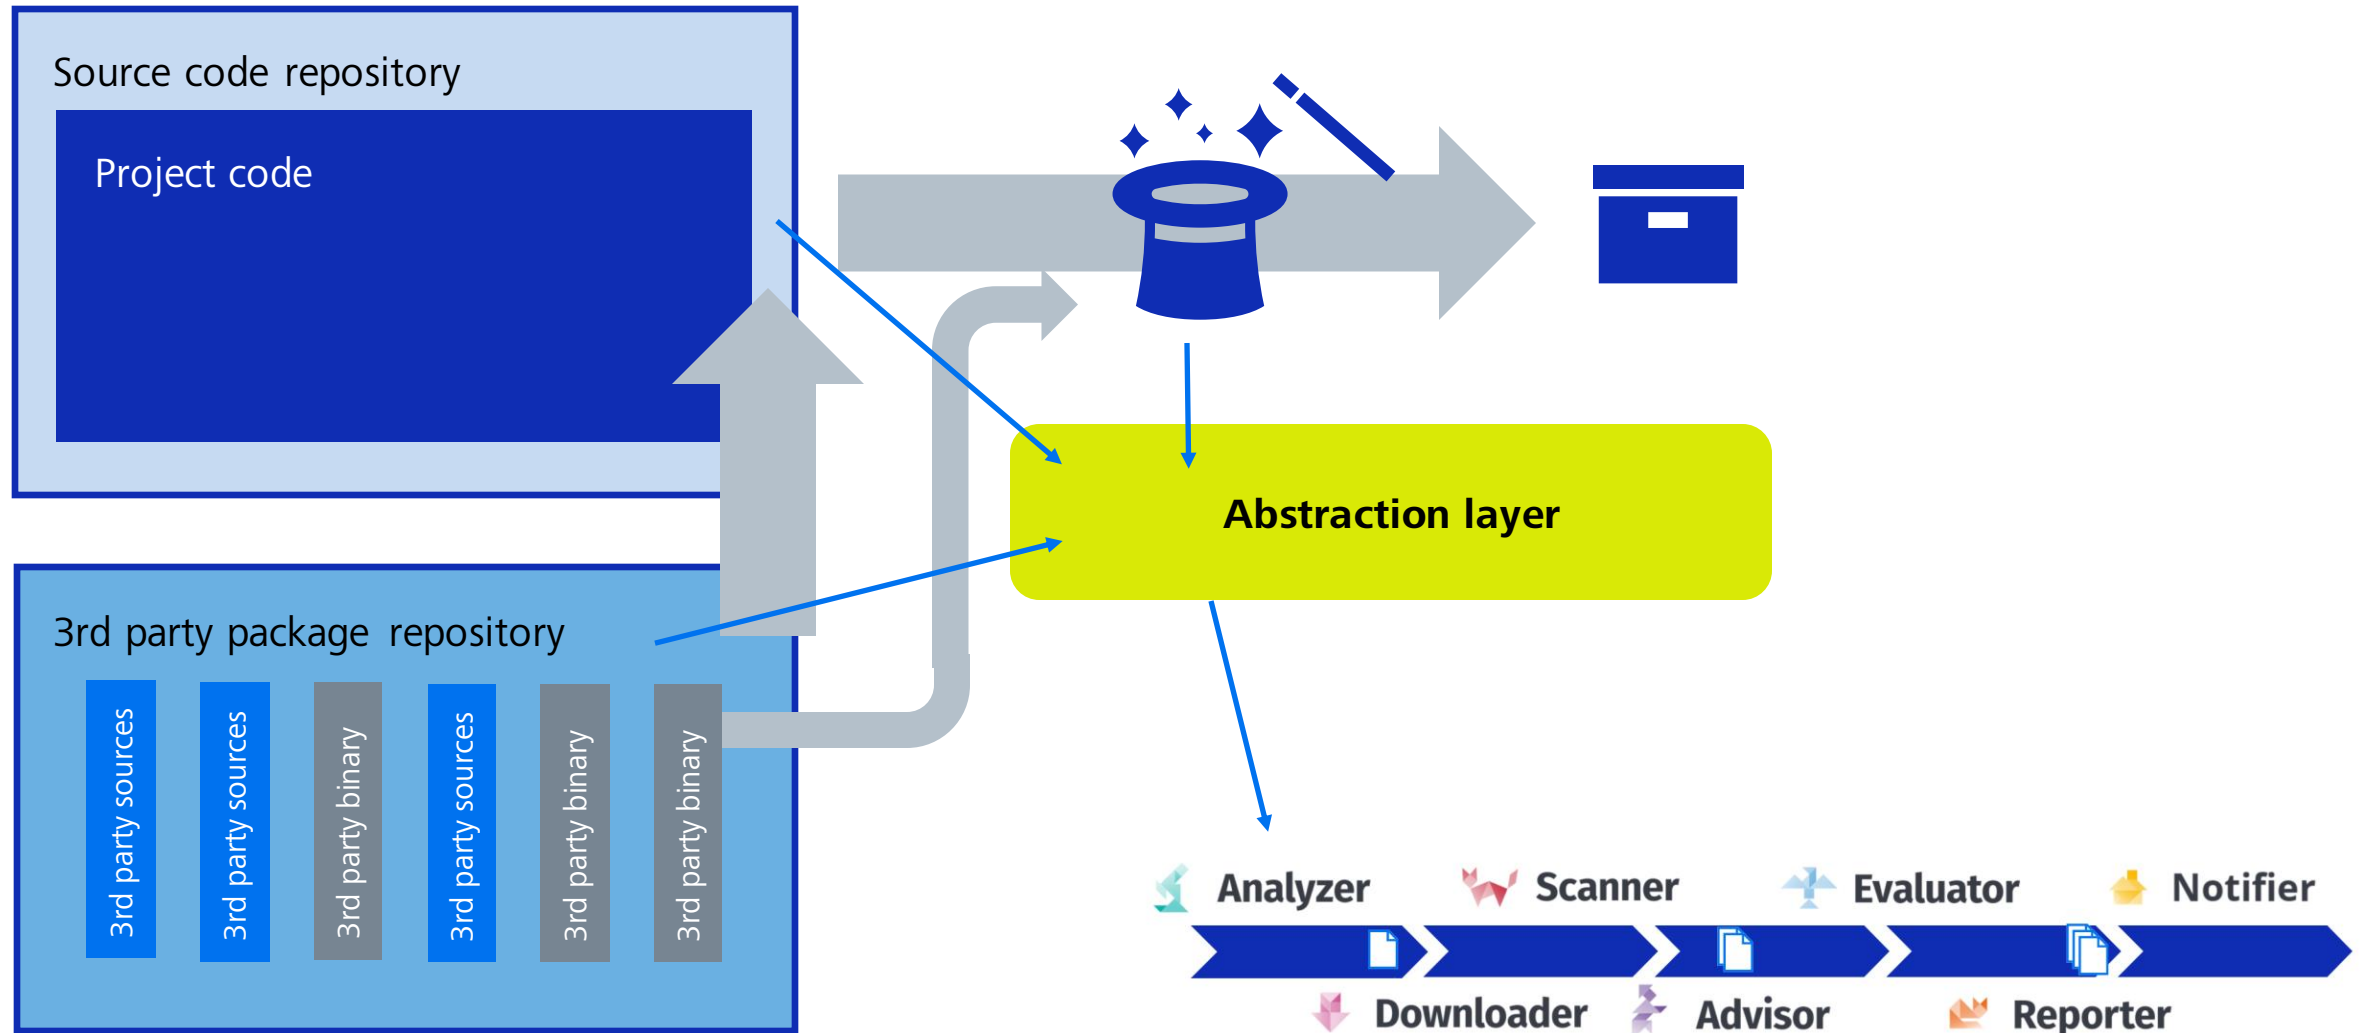 Source code repository
Project code
3rd party package repository
3rd party sources
3rd party sources
3rd party binary
3rd party sources
3rd party binary
3rd party binary
Abstraction layer
Analyzer
Scanner
Evaluator
Notifier
Downloader
Advisor
Reporter